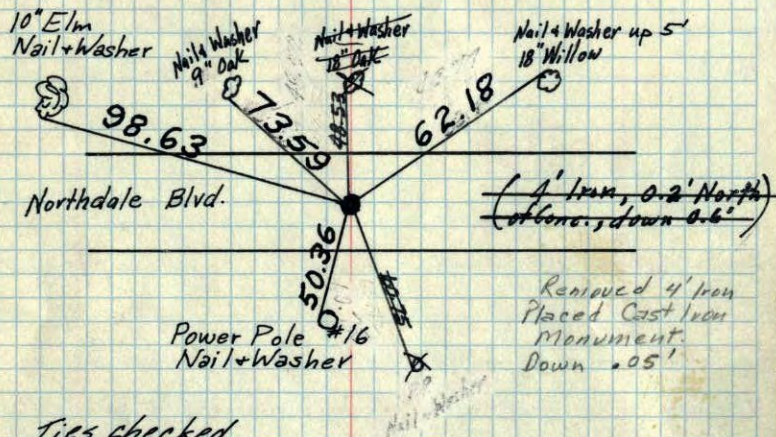 10" Elm
Nail + Washer
Nail & Washer
9" Oak
Nail + Washer
18" Oak
Nail & Washer up 5'
18" Willow
98.63
73.59
48.53
62.18
Northdale Blvd.
(4' Iron, 0.2' North
of Conc., down 0.6')
50.36
Power Pole #16
Nail + Washer
Removed 4' Iron
Placed Cast Iron
Monument.
Down .05'
Nail + Washer
Ties checked